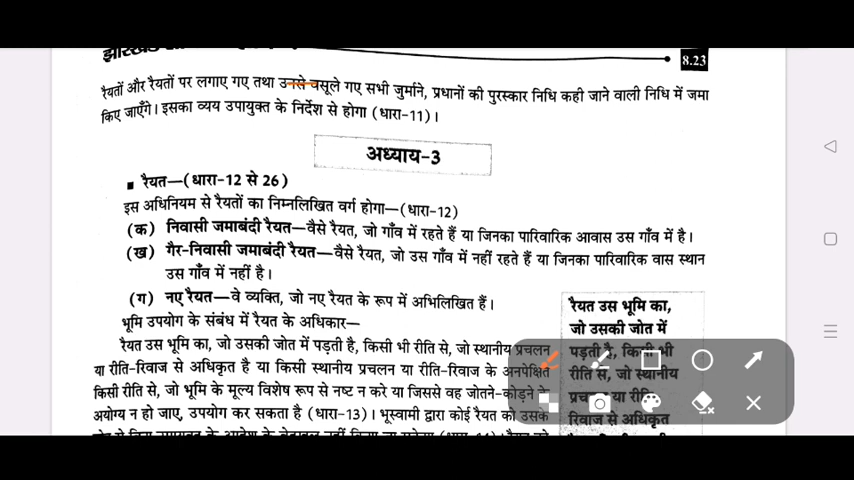 8.23
रैयतों और रैयतों पर लगाए गए तथा उनसे वसूले गए सभी जुर्माने, प्रधानों की पुरस्कार निधि कही जाने वाली निधि में जमा
किए जाएँगे। इसका व्यय उपायुक्त के निर्देश से होगा (धारा-11)।
अध्याय-3
▪ रैयत—(धारा-12 से 26)
इस अधिनियम से रैयतों का निम्नलिखित वर्ग होगा—(धारा-12)
(क) निवासी जमाबंदी रैयत—वैसे रैयत, जो गाँव में रहते हैं या जिनका पारिवारिक आवास उस गाँव में है।
(ख) गैर-निवासी जमाबंदी रैयत—वैसे रैयत, जो उस गाँव में नहीं रहते हैं या जिनका पारिवारिक वास स्थान
उस गाँव में नहीं है।
(ग) नए रैयत—वे व्यक्ति, जो नए रैयत के रूप में अभिलिखित हैं।
भूमि उपयोग के संबंध में रैयत के अधिकार—
रैयत उस भूमि का, जो उसकी जोत में पड़ती है, किसी भी रीति से, जो स्थानीय प्रचलन
या रीति-रिवाज से अधिकृत है या किसी स्थानीय प्रचलन या रीति-रिवाज के अनपेक्षित
किसी रीति से, जो भूमि के मूल्य विशेष रूप से नष्ट न करे या जिससे वह जोतने-कोड़ने के
अयोग्य न हो जाए, उपयोग कर सकता है (धारा-13)। भूस्वामी द्वारा कोई रैयत को उसके
रैयत उस भूमि का,
जो उसकी जोत में
पड़ती है, किसी भी
रीति से, जो स्थानीय
प्रचलन या रीति
रिवाज से अधिकृत